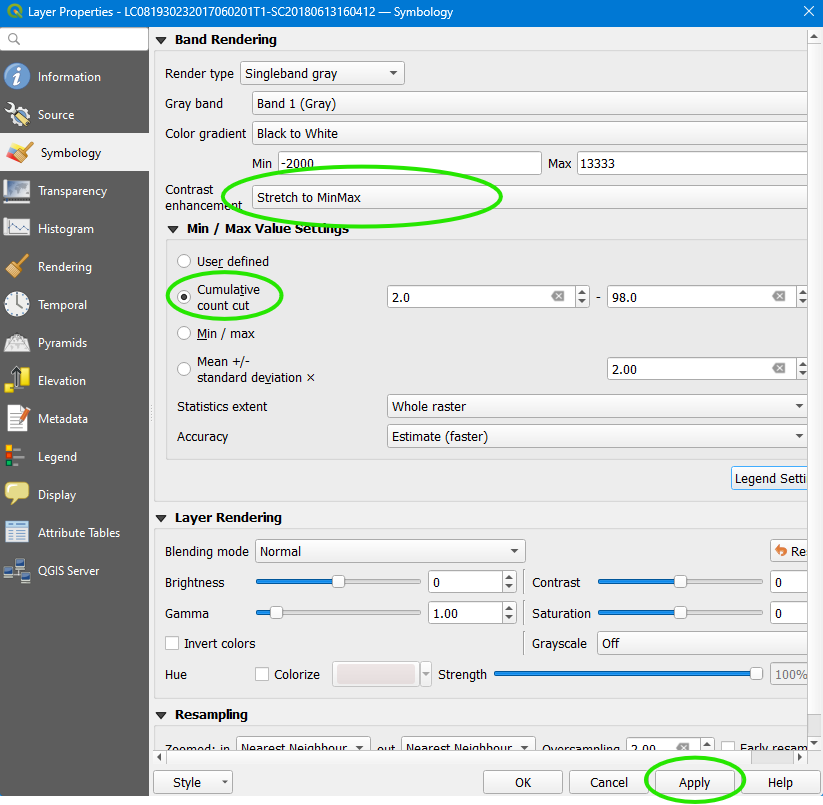 Layer Properties - LC081930232017060201T1-SC20180613160412 — Symbology
Information
Source
Symbology
Transparency
Histogram
Rendering
Temporal
Pyramids
Elevation
Metadata
Legend
Display
Attribute Tables
QGIS Server
Band Rendering
Render type Singleband gray
Gray band Band 1 (Gray)
Color gradient Black to White
Min -2000 Max 13333
Contrast
enhancement Stretch to MinMax
Min / Max Value Settings
User defined
Cumulative
count cut 2.0 - 98.0
Min / max
Mean +/-
standard deviation × 2.00
Statistics extent Whole raster
Accuracy Estimate (faster)
Legend Setti
Layer Rendering
Blending mode Normal Res
Brightness 0 Contrast 0
Gamma 1.00 Saturation 0
Invert colors Grayscale Off
Hue Colorize Strength 100%
Resampling
Zoomed: in Nearest Neighbour out Nearest Neighbour Oversampling 2.00 Early resam
Style OK Cancel Apply Help